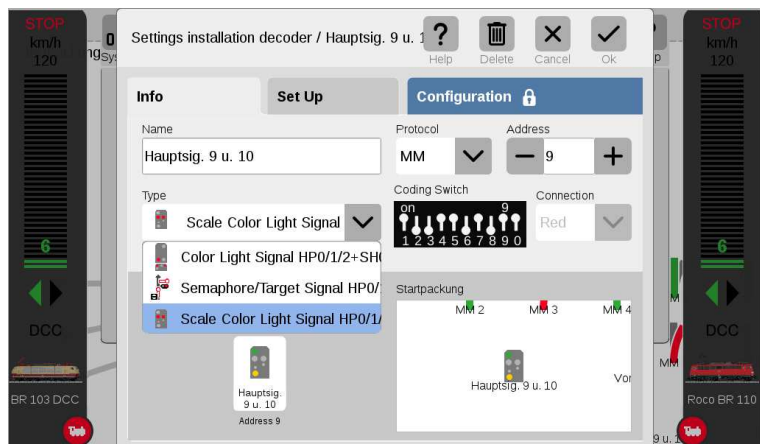 STOP
km/h
120
6
DCC
BR 103 DCC
Settings installation decoder / Hauptsig. 9 u. 1
Help
Delete
Cancel
Ok
Info
Set Up
Configuration
Name
Hauptsig. 9 u. 10
Protocol
MM
Address
9
Type
Scale Color Light Signal
Coding Switch
on
9
1 2 3 4 5 6 7 8 9 0
Connection
Red
Color Light Signal HP0/1/2+SH
Semaphore/Target Signal HP0/
Scale Color Light Signal HP0/1/
Hauptsig.
9 u. 10
Address 9
Startpackung
MM 2
MM 3
MM 4
Hauptsig. 9 u. 10
Vor
M
MM
9 u. 1
STOP
km/h
120
6
DCC
Roco BR 110